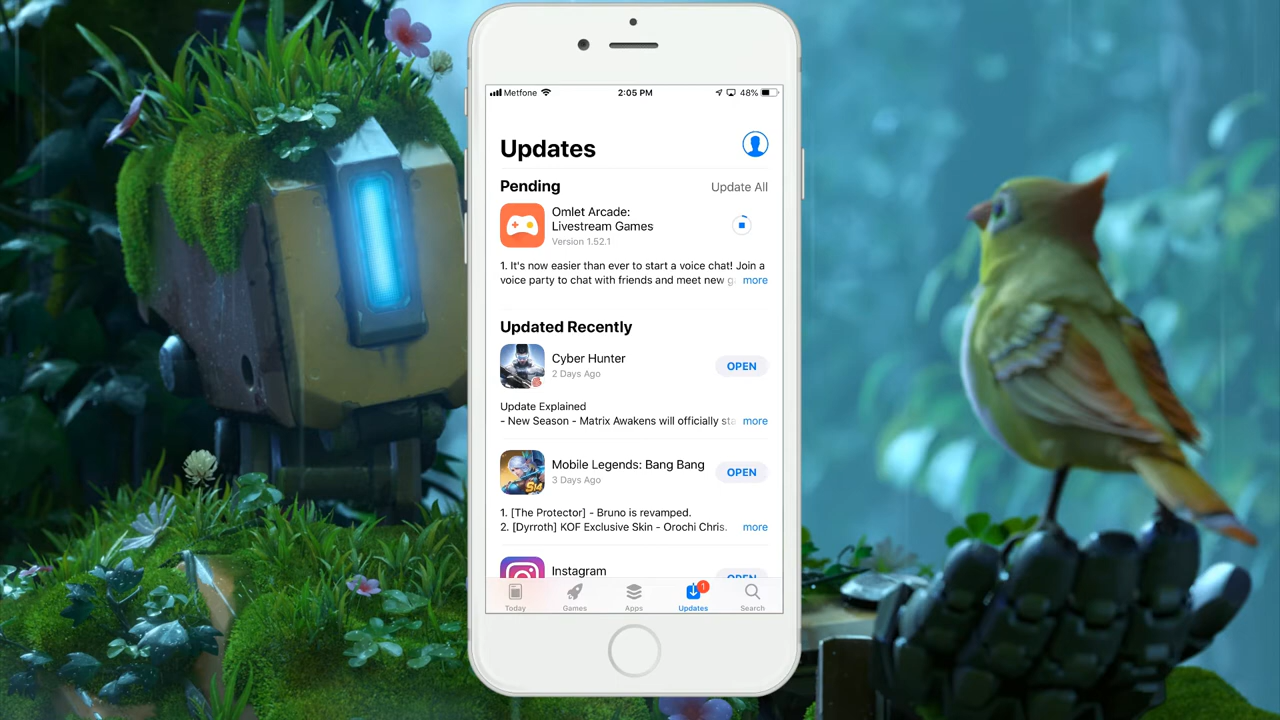 Metfone 2:05 PM 48%
Updates
Pending Update All
Omlet Arcade:
Livestream Games
Version 1.52.1
1. It's now easier than ever to start a voice chat! Join a
voice party to chat with friends and meet new g more
Updated Recently
Cyber Hunter
2 Days Ago
OPEN
Update Explained
- New Season - Matrix Awakens will officially sta more
S14
Mobile Legends: Bang Bang
3 Days Ago
OPEN
1. [The Protector] - Bruno is revamped.
2. [Dyrroth] KOF Exclusive Skin - Orochi Chris. more
Instagram
OPEN
1
Today Games Apps Updates Search